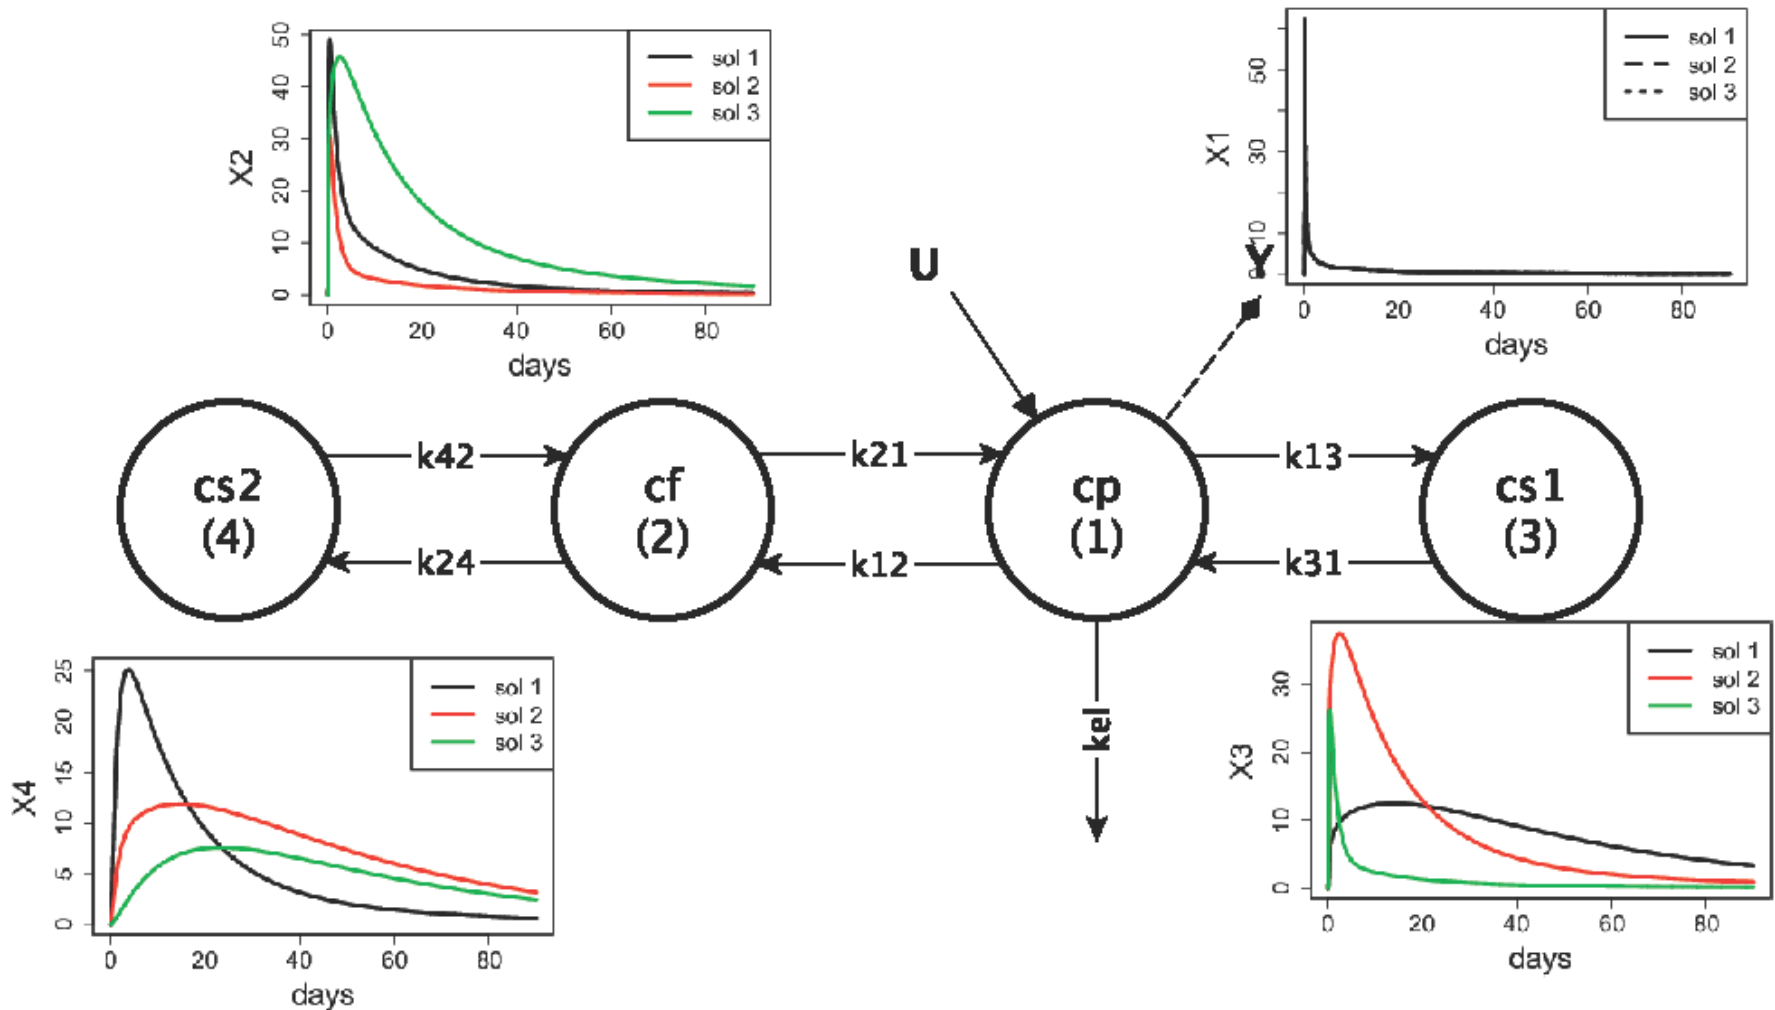 50
40
30
20
10
0
X2
sol 1
sol 2
sol 3
0 20 40 60 80
days
50
30
10
0
X1
sol 1
sol 2
sol 3
0 20 40 60 80
days
U
Y
cs2
(4)
k42
k24
cf
(2)
k21
k12
cp
(1)
k13
k31
cs1
(3)
kel
25
20
15
10
5
0
X4
sol 1
sol 2
sol 3
0 20 40 60 80
days
30
20
10
0
X3
sol 1
sol 2
sol 3
0 20 40 60 80
days